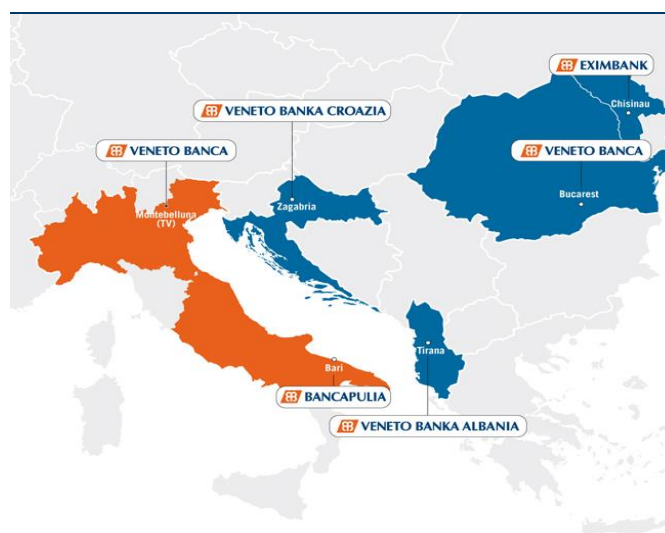 EXIMBANK
Chisinau
VENETO BANKA CROAZIA
VENETO BANCA
VENETO BANCA
Bucarest
Zagabria
Montebelluna
(TV)
Tirana
Bari
BANCAPULIA
VENETO BANKA ALBANIA